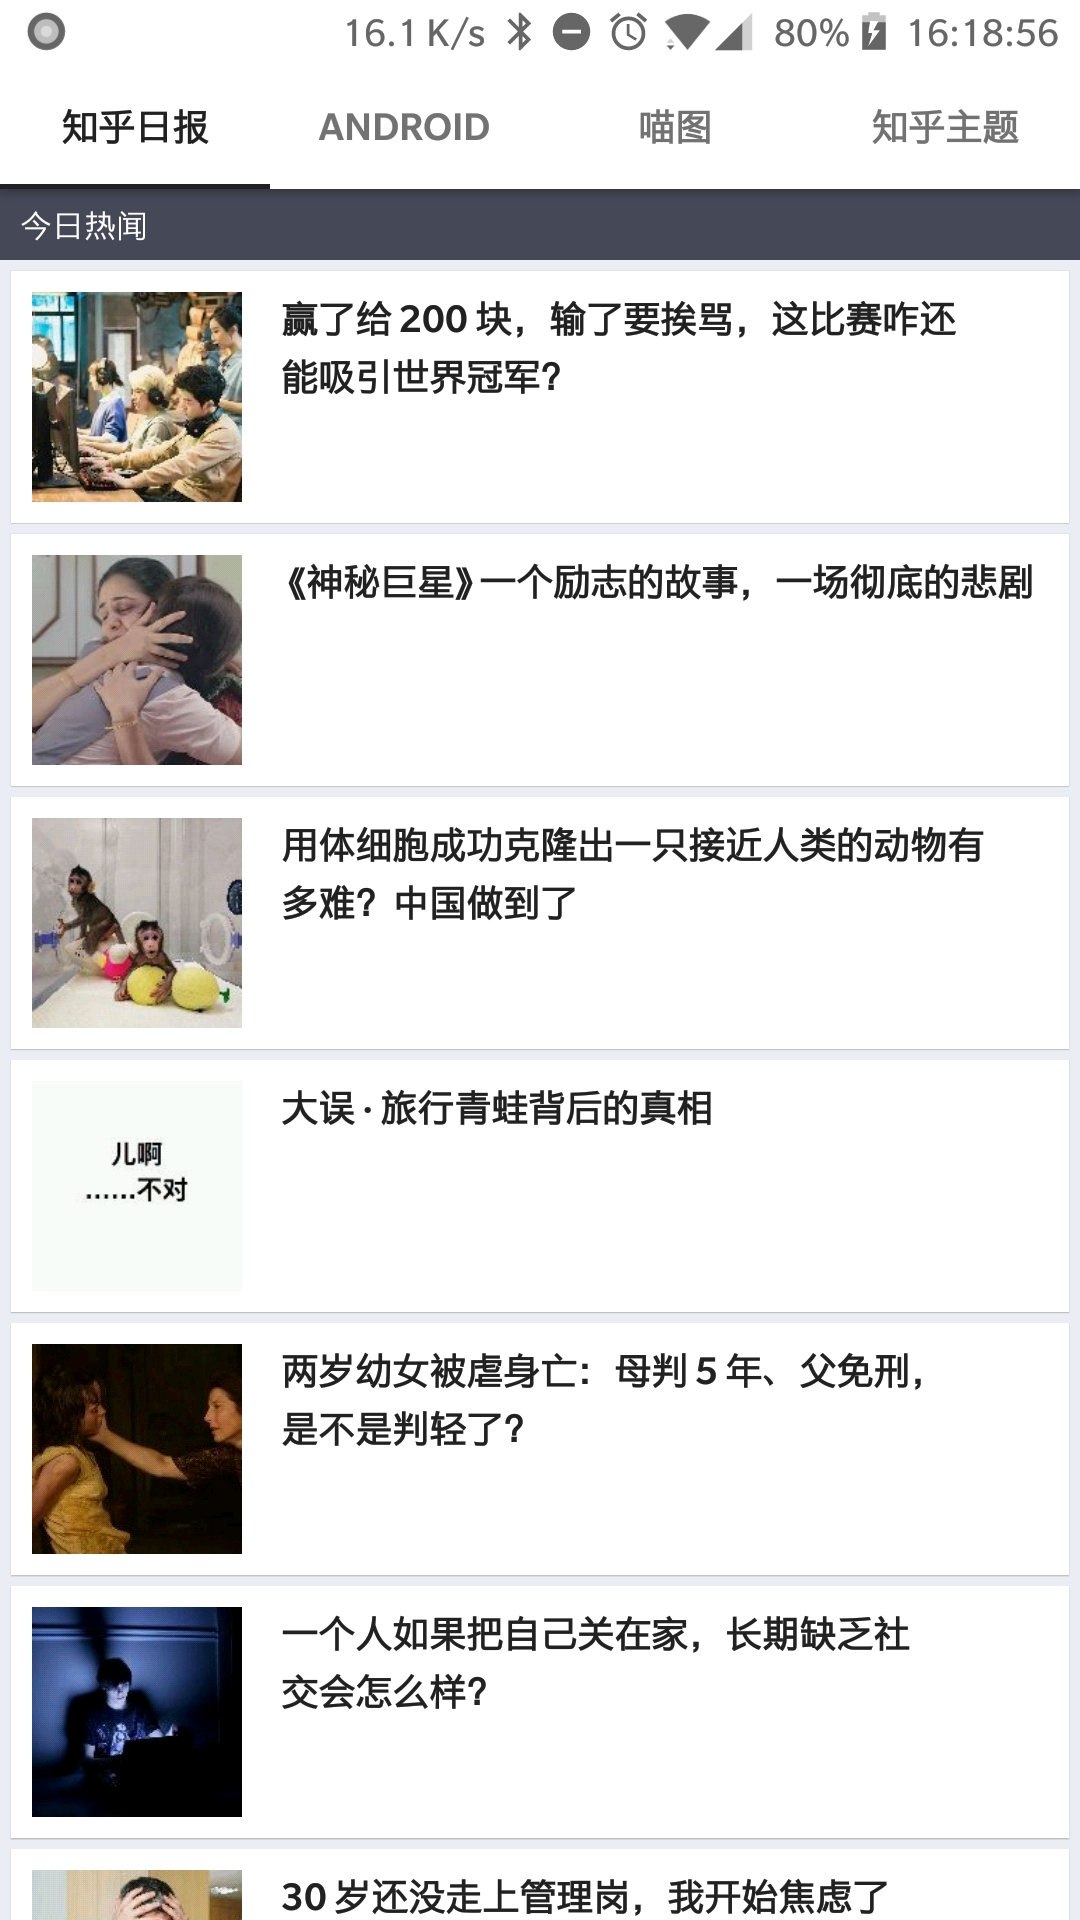 16.1 K/s 80% 16:18:56
知乎日报 ANDROID 喵图 知乎主题
今日热闻
赢了给 200 块，输了要挨骂，这比赛咋还
能吸引世界冠军？
《神秘巨星》一个励志的故事，一场彻底的悲剧
用体细胞成功克隆出一只接近人类的动物有
多难？中国做到了
大误 · 旅行青蛙背后的真相
儿啊
……不对
两岁幼女被虐身亡：母判 5 年、父免刑，
是不是判轻了？
一个人如果把自己关在家，长期缺乏社
交会怎么样？
30 岁还没走上管理岗，我开始焦虑了